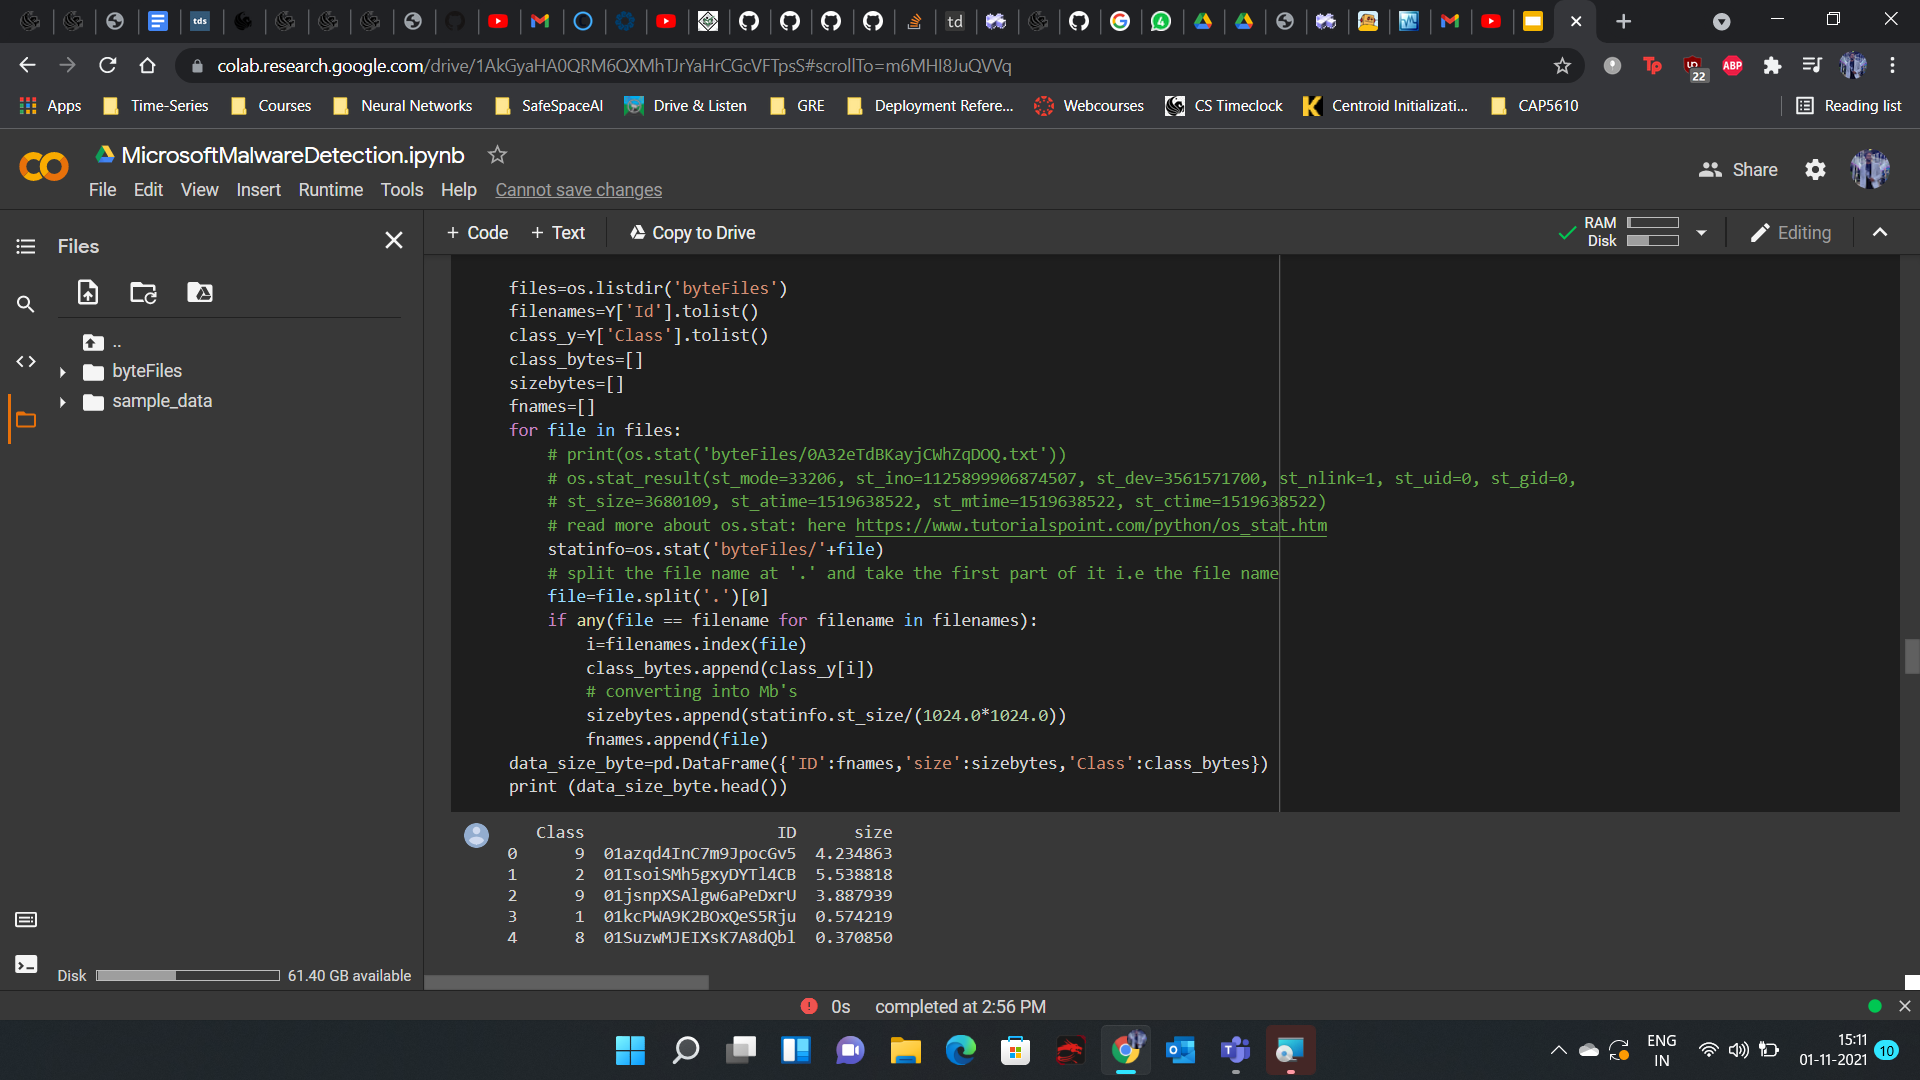 tds
td
4
colab.research.google.com/drive/1AkGyaHA0QRM6QXMhTJrYaHrCGcVFTpsS#scrollTo=m6MHI8JuQVVq
Tp
22
ABP
Apps Time-Series Courses Neural Networks SafeSpaceAI Drive & Listen GRE Deployment Refere... Webcourses CS Timeclock Centroid Initializati... CAP5610 Reading list
MicrosoftMalwareDetection.ipynb
Share
File Edit View Insert Runtime Tools Help Cannot save changes
Files
+ Code + Text Copy to Drive
RAM
Disk
Editing
..
byteFiles
sample_data
files=os.listdir('byteFiles')
filenames=Y['Id'].tolist()
class_y=Y['Class'].tolist()
class_bytes=[]
sizebytes=[]
fnames=[]
for file in files:
# print(os.stat('byteFiles/0A32eTdBKayjCWhZqDOQ.txt'))
# os.stat_result(st_mode=33206, st_ino=1125899906874507, st_dev=3561571700, st_nlink=1, st_uid=0, st_gid=0,
# st_size=3680109, st_atime=1519638522, st_mtime=1519638522, st_ctime=1519638522)
# read more about os.stat: here https://www.tutorialspoint.com/python/os_stat.htm
statinfo=os.stat('byteFiles/'+file)
# split the file name at '.' and take the first part of it i.e the file name
file=file.split('.')[0]
if any(file == filename for filename in filenames):
i=filenames.index(file)
class_bytes.append(class_y[i])
# converting into Mb's
sizebytes.append(statinfo.st_size/(1024.0*1024.0))
fnames.append(file)
data_size_byte=pd.DataFrame({'ID':fnames,'size':sizebytes,'Class':class_bytes})
print (data_size_byte.head())
Class ID size
0 9 01azqd4InC7m9JpocGv5 4.234863
1 2 01IsoiSMh5gxyDYTl4CB 5.538818
2 9 01jsnpXSAlgw6aPeDxrU 3.887939
3 1 01kcPWA9K2BOxQeS5Rju 0.574219
4 8 01SuzwMJEIXsK7A8dQbl 0.370850
Disk 61.40 GB available
0s completed at 2:56 PM
ENG
IN
15:11
01-11-2021
10